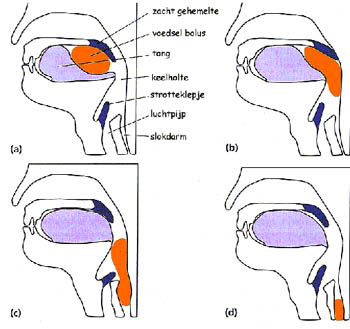 zacht gehemelte
voedsel bolus
tong
keelholte
strotteklepje
luchtpijp
slokdarm
(a)
(b)
(c)
(d)